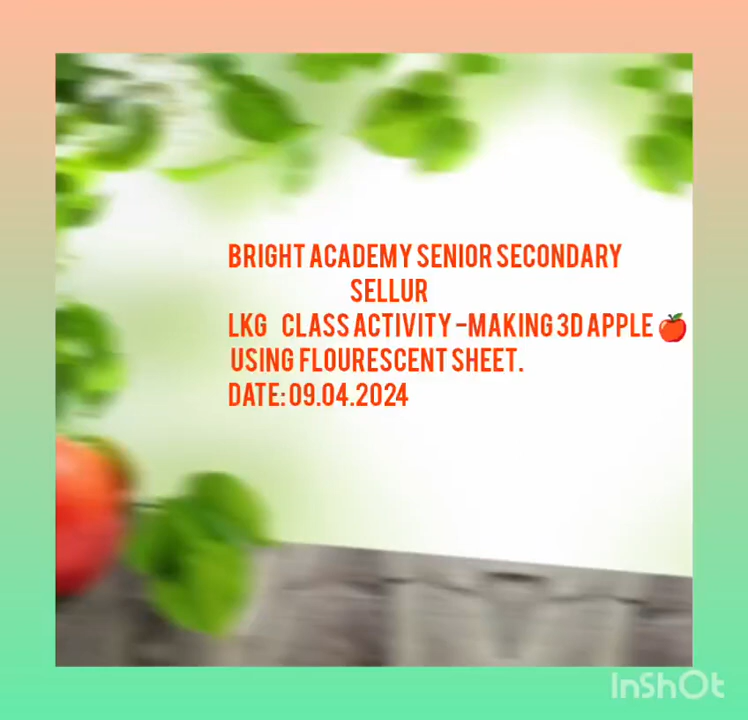 BRIGHT ACADEMY SENIOR SECONDARY
SELLUR
LKG CLASS ACTIVITY -MAKING 3D APPLE 🍎
USING FLOURESCENT SHEET.
DATE: 09.04.2024
InShOt